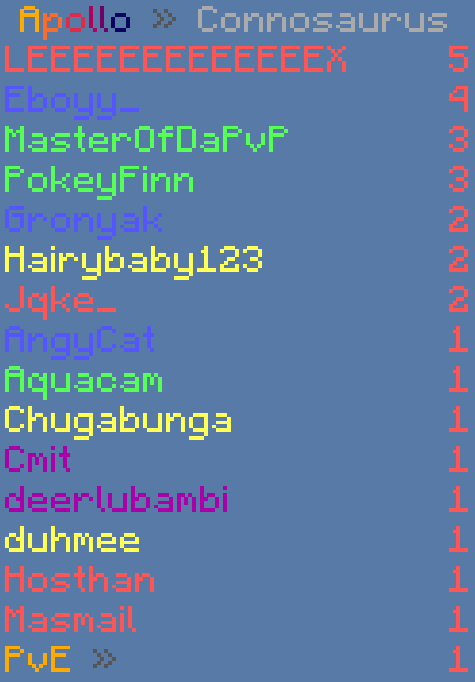 Apollo » Connosaurus
LEEEEEEEEEEEEEEX 5
Eboyy_ 4
MasterOfDaPvP 3
PokeyFinn 3
Gronyak 2
Hairybaby123 2
Jqke_ 2
AngyCat 1
Aquacam 1
Chugabunga 1
Cmit 1
deerlubambi 1
duhmee 1
Hosthan 1
Masmail 1
PvE » 1